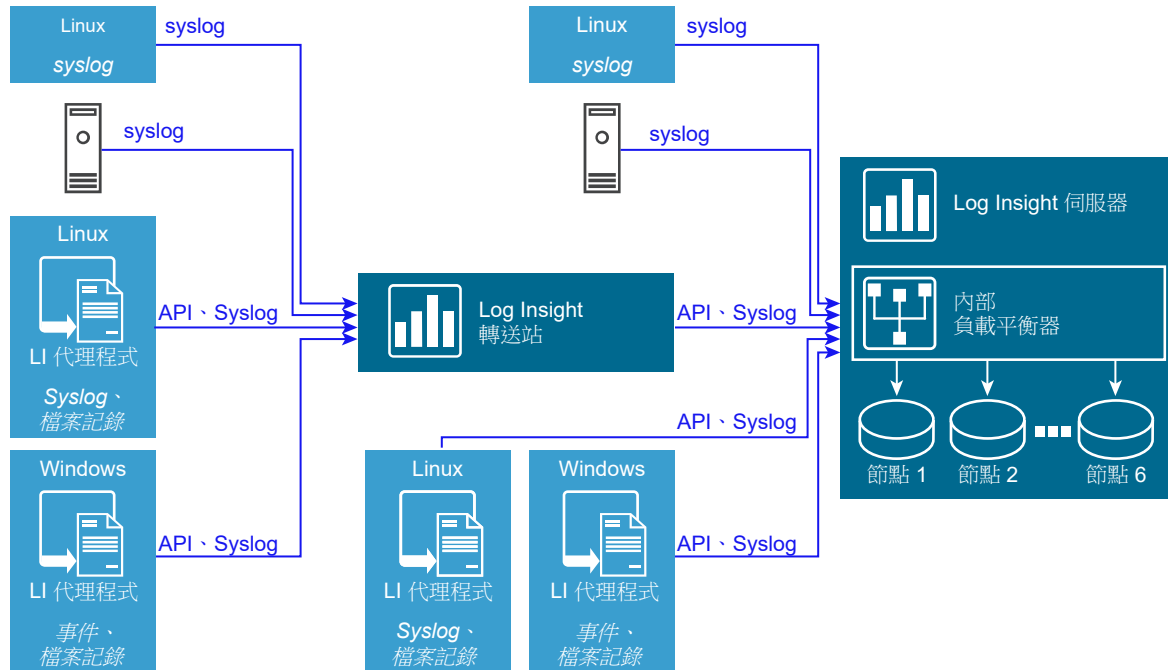 Linux
syslog
syslog
syslog
Linux
LI 代理程式
Syslog、
檔案記錄
API、Syslog
Windows
LI 代理程式
事件、
檔案記錄
API、Syslog
Log Insight
轉送站
API、Syslog
Linux
syslog
syslog
syslog
API、Syslog
Linux
LI 代理程式
Syslog、
檔案記錄
Windows
LI 代理程式
事件、
檔案記錄
API、Syslog
Log Insight 伺服器
內部
負載平衡器
節點 1
節點 2
節點 6